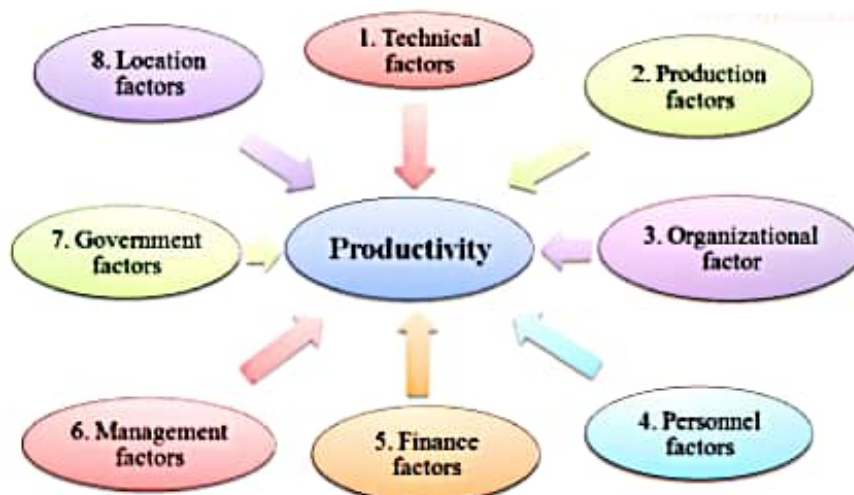 1. Technical
factors
2. Production
factors
3. Organizational
factor
4. Personnel
factors
5. Finance
factors
6. Management
factors
7. Government
factors
8. Location
factors
Productivity